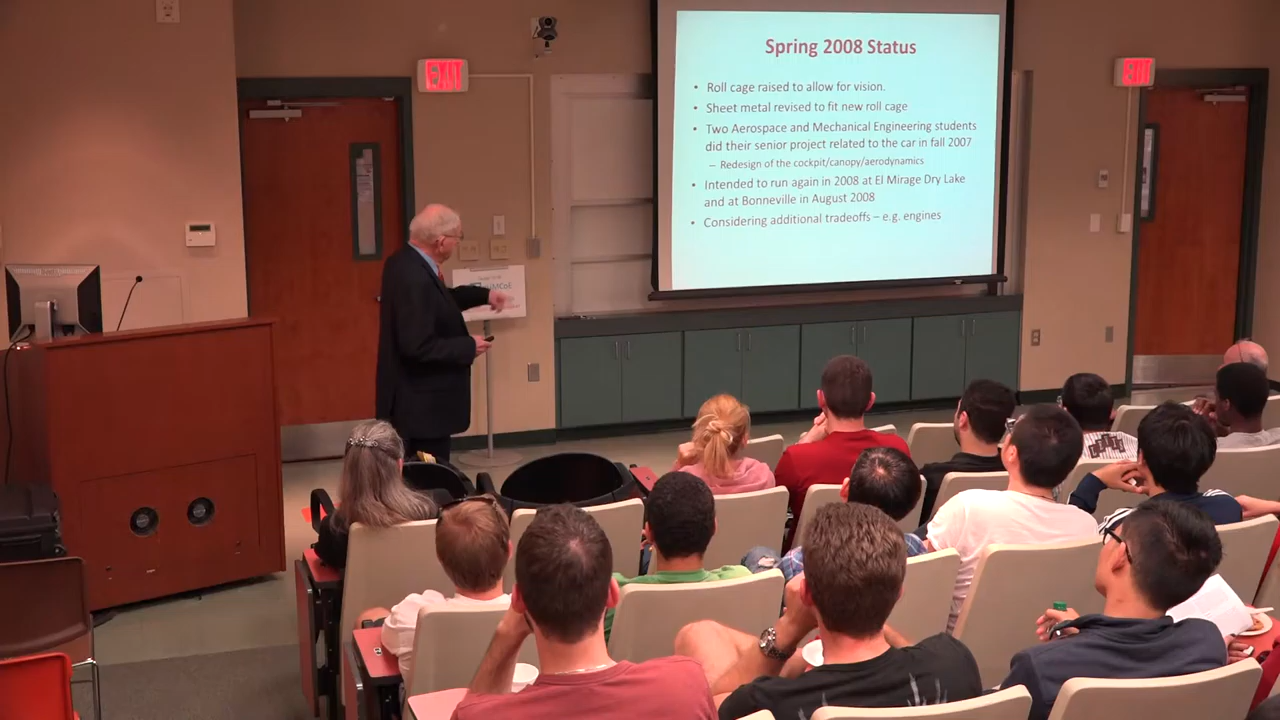 EXIT
EXIT
Spring 2008 Status
• Roll cage raised to allow for vision.
• Sheet metal revised to fit new roll cage
• Two Aerospace and Mechanical Engineering students
did their senior project related to the car in fall 2007
– Redesign of the cockpit/canopy/aerodynamics
• Intended to run again in 2008 at El Mirage Dry Lake
and at Bonneville in August 2008
• Considering additional tradeoffs – e.g. engines